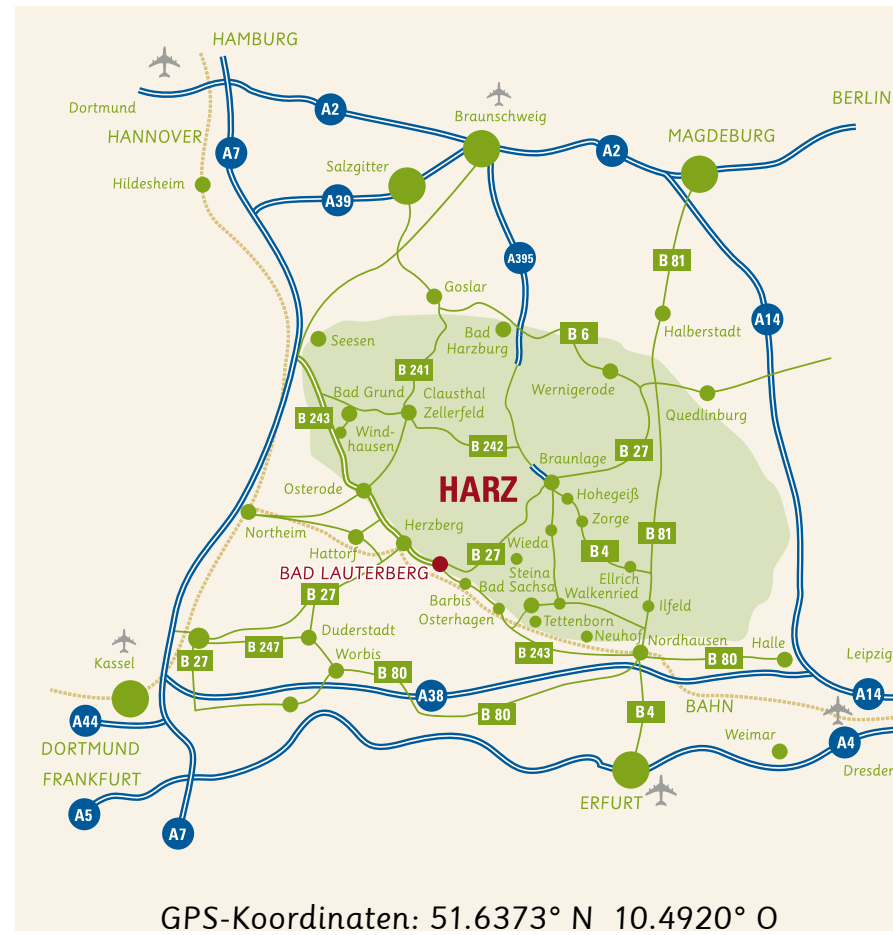 HAMBURG
Dortmund
A2
Braunschweig
BERLIN
HANNOVER
A7
A2
MAGDEBURG
Hildesheim
Salzgitter
A39
A395
B 81
Goslar
A14
Seesen
Bad
Harzburg
B 6
Halberstadt
B 241
Bad Grund
Clausthal
Zellerfeld
Wernigerode
Quedlinburg
B 243
Wind-
hausen
B 242
B 27
Braunlage
HARZ
Osterode
Hohegeiß
Zorge
Northeim
Herzberg
B 81
Hattorf
B 27
Wieda
B 4
BAD LAUTERBERG
Steina
Bad Sachsa
Ellrich
Walkenried
B 27
Barbis
Osterhagen
Ilfeld
Tettenborn
Duderstadt
Neuhof
Nordhausen
B 247
B 243
Halle
Kassel
B 27
Worbis
B 80
B 80
Leipzig
A38
A14
A44
B 80
B 4
BAHN
DORTMUND
Weimar
A4
FRANKFURT
Dresden
A5
ERFURT
A7
GPS-Koordinaten: 51.6373° N 10.4920° O